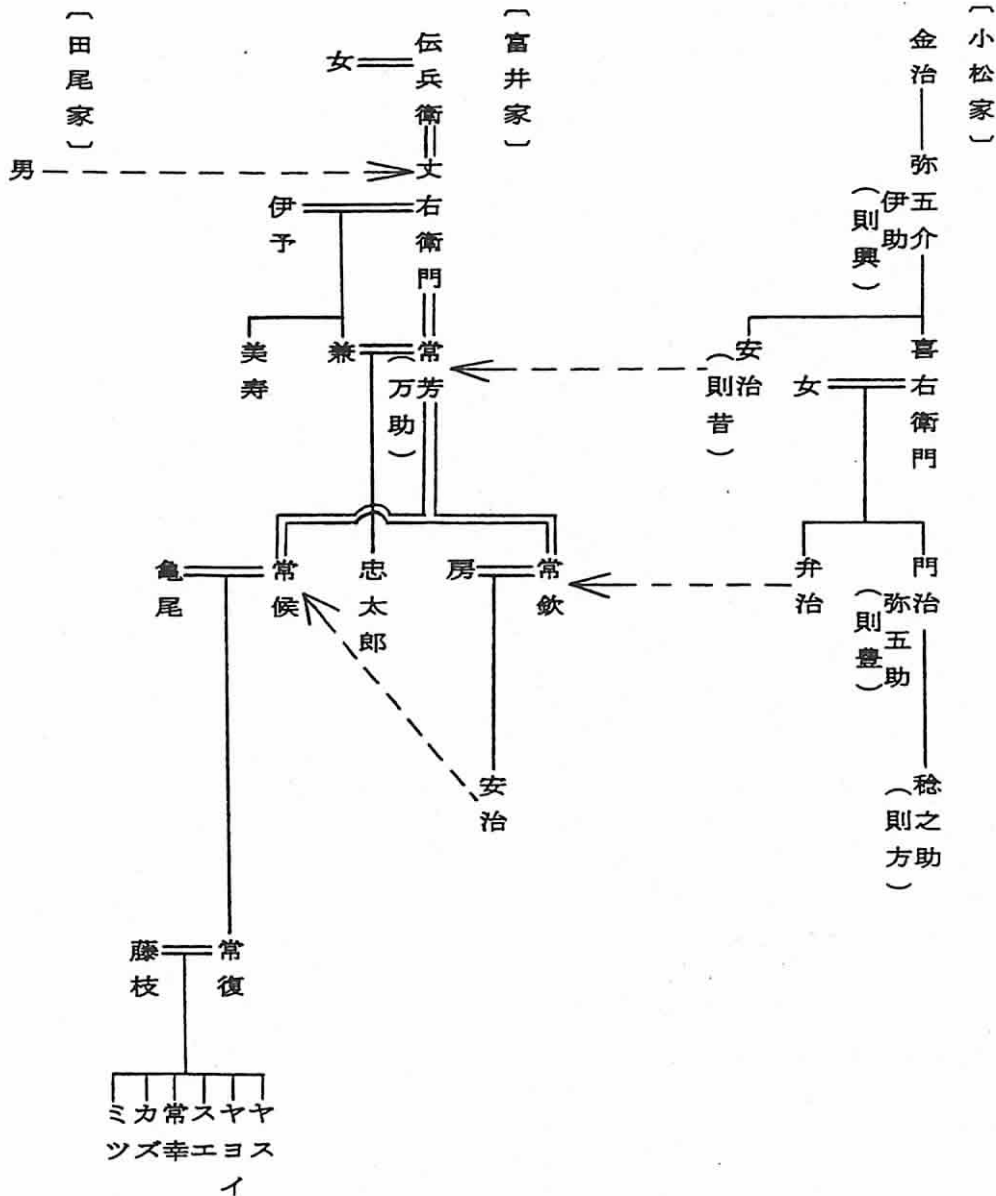 〔小松家〕
金治
弥五介
伊助
（則興）
喜右衛門
女
安治
（則昔）
門治
弥五助
（則豊）
弁治
稔之助
（則方）
〔富井家〕
伝兵衛
女
丈右衛門
伊予
常芳
（万助）
兼
美寿
常欽
房
忠太郎
常候
亀尾
安治
常復
藤枝
ヤス
ヤヨイ
スエ
常幸
カズ
ミツ
〔田尾家〕
男